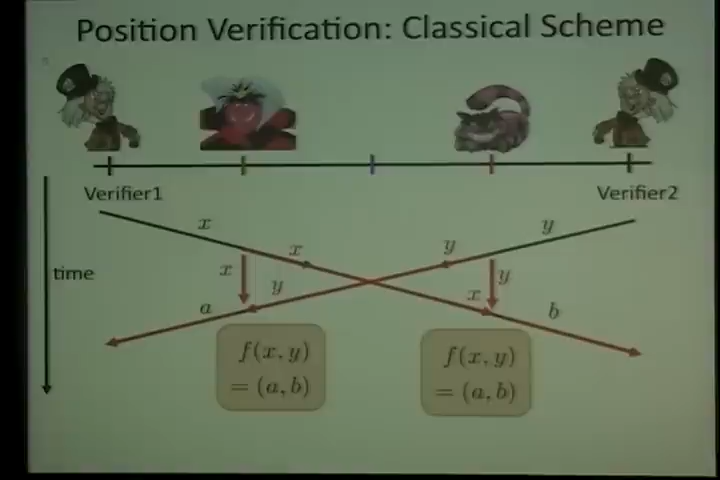 Position Verification: Classical Scheme
Verifier1
Verifier2
x
y
x
y
time
x
y
y
x
a
b
f(x, y)
= (a, b)
f(x, y)
= (a, b)